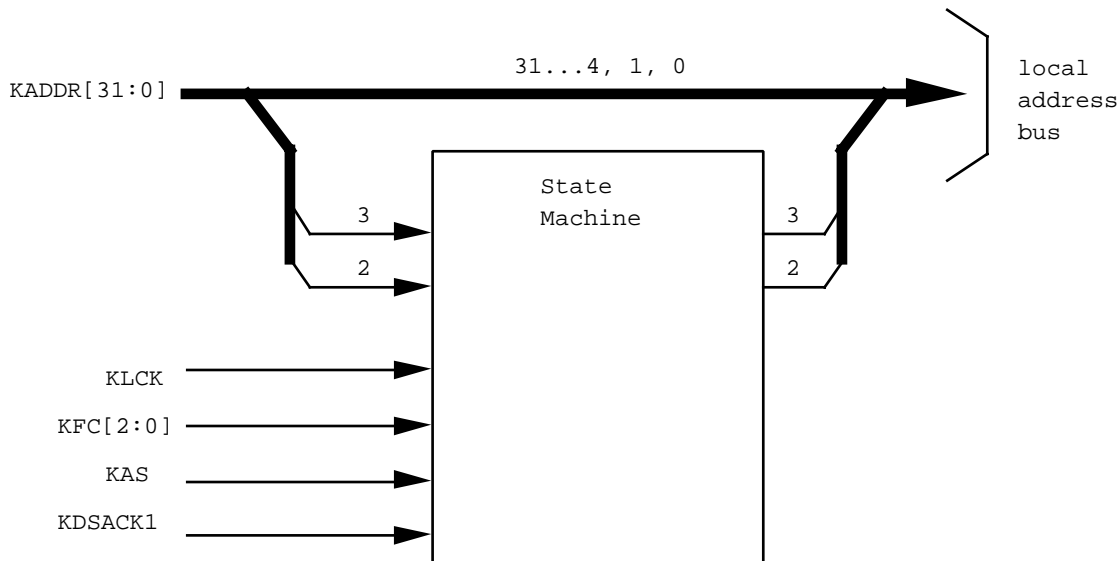 31...4, 1, 0
KADDR[31:0]
local
address
bus
State
Machine
3
3
2
2
KLCK
KFC[2:0]
KAS
KDSACK1